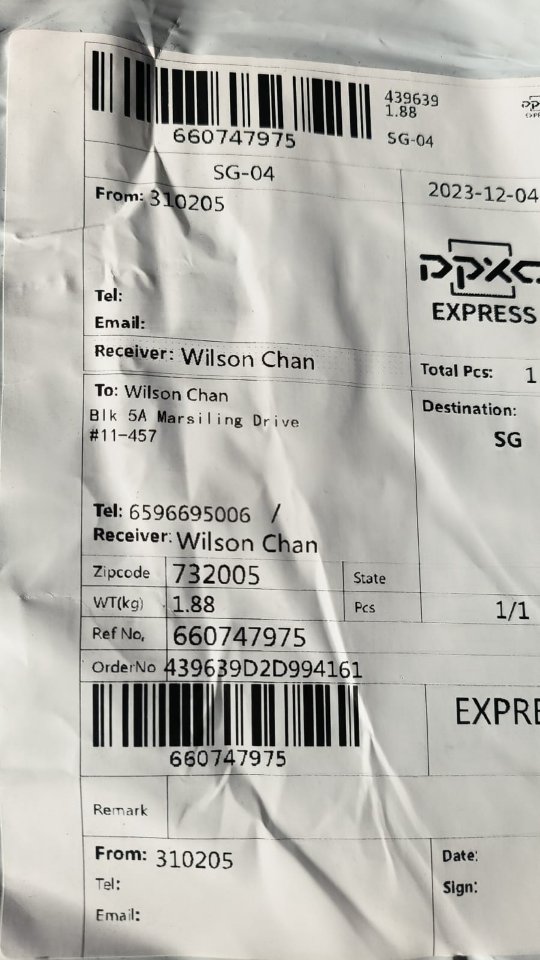 439639
1.88
660747975
SG-04
SG-04
From: 310205
2023-12-04
Tel:
Email:
EXPRESS
Receiver: Wilson Chan
Total Pcs: 1
To: Wilson Chan
Blk 5A Marsiling Drive
#11-457
Destination:
SG
Tel: 6596695006 /
Receiver: Wilson Chan
Zipcode 732005 State
WT(kg) 1.88 Pcs 1/1
Ref No, 660747975
OrderNo 439639D2D994161
660747975
Remark
From: 310205
Date:
Tel:
Sign:
Email: